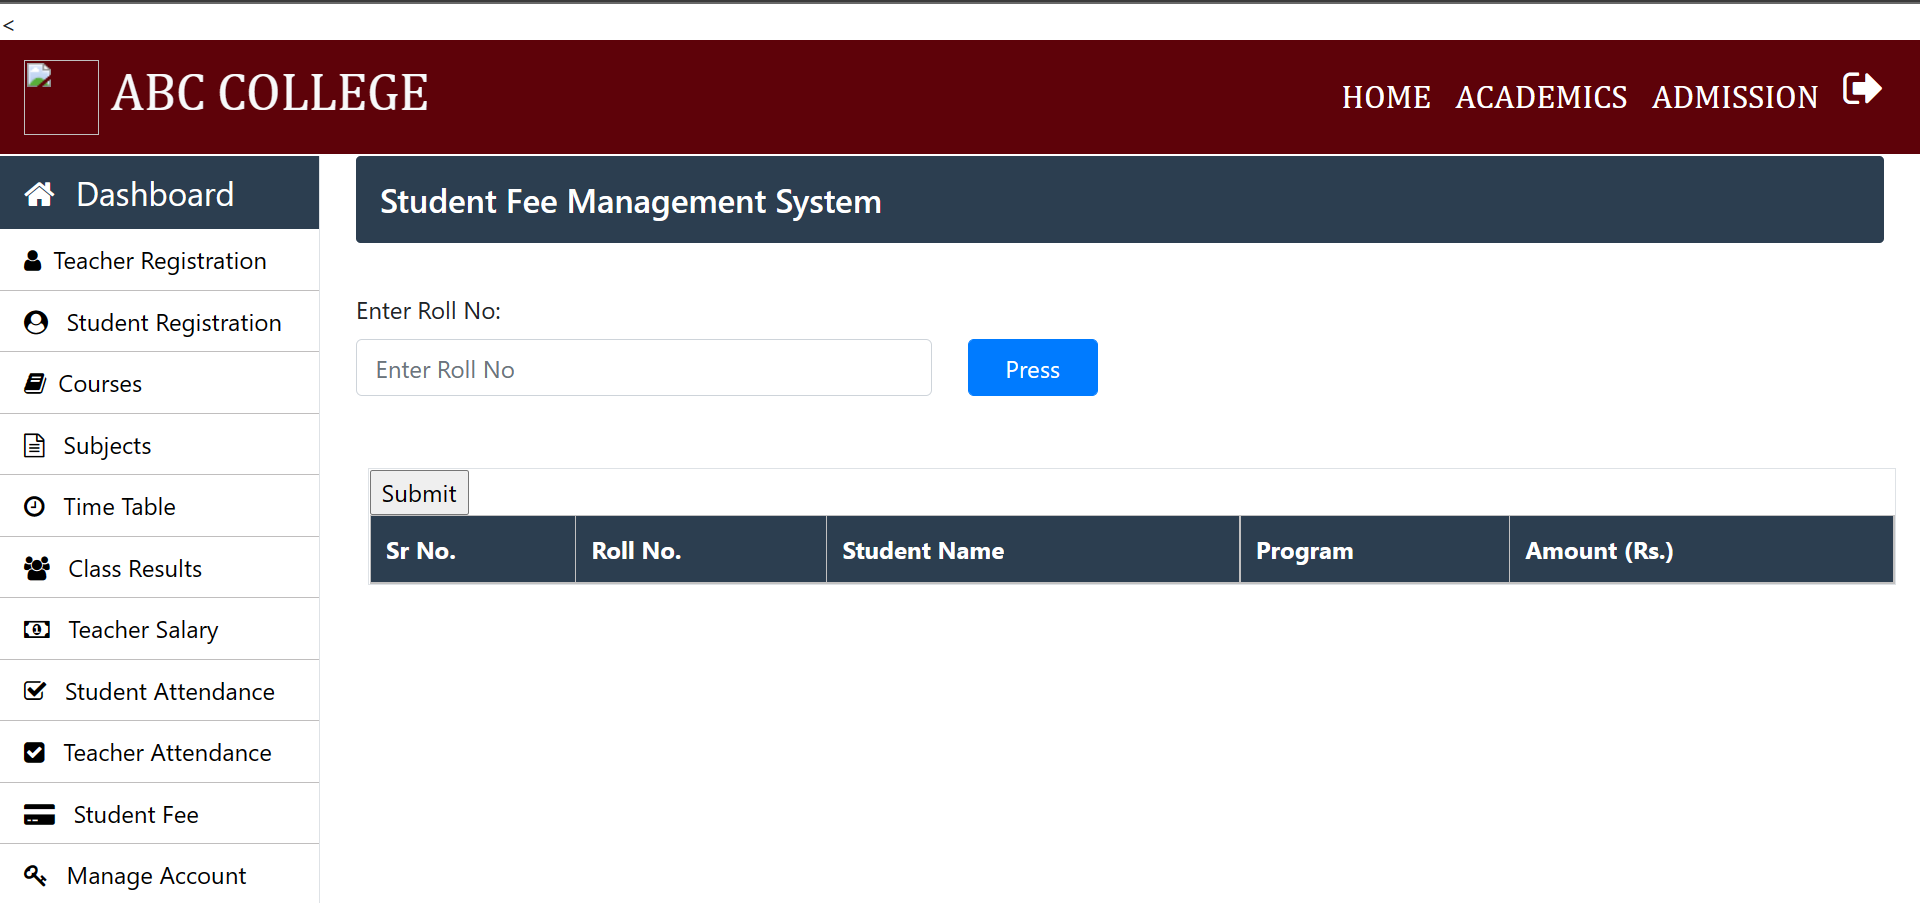 <
ABC COLLEGE
HOME ACADEMICS ADMISSION
Dashboard
Teacher Registration
Student Registration
Courses
Subjects
Time Table
Class Results
Teacher Salary
Student Attendance
Teacher Attendance
Student Fee
Manage Account
Student Fee Management System
Enter Roll No:
Enter Roll No
Press
Submit
Sr No. Roll No. Student Name Program Amount (Rs.)